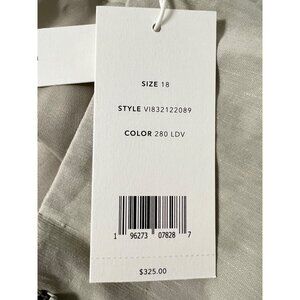 SIZE 18
STYLE VI832122089
COLOR 280 LDV
1 96273 07828 7
$325.00